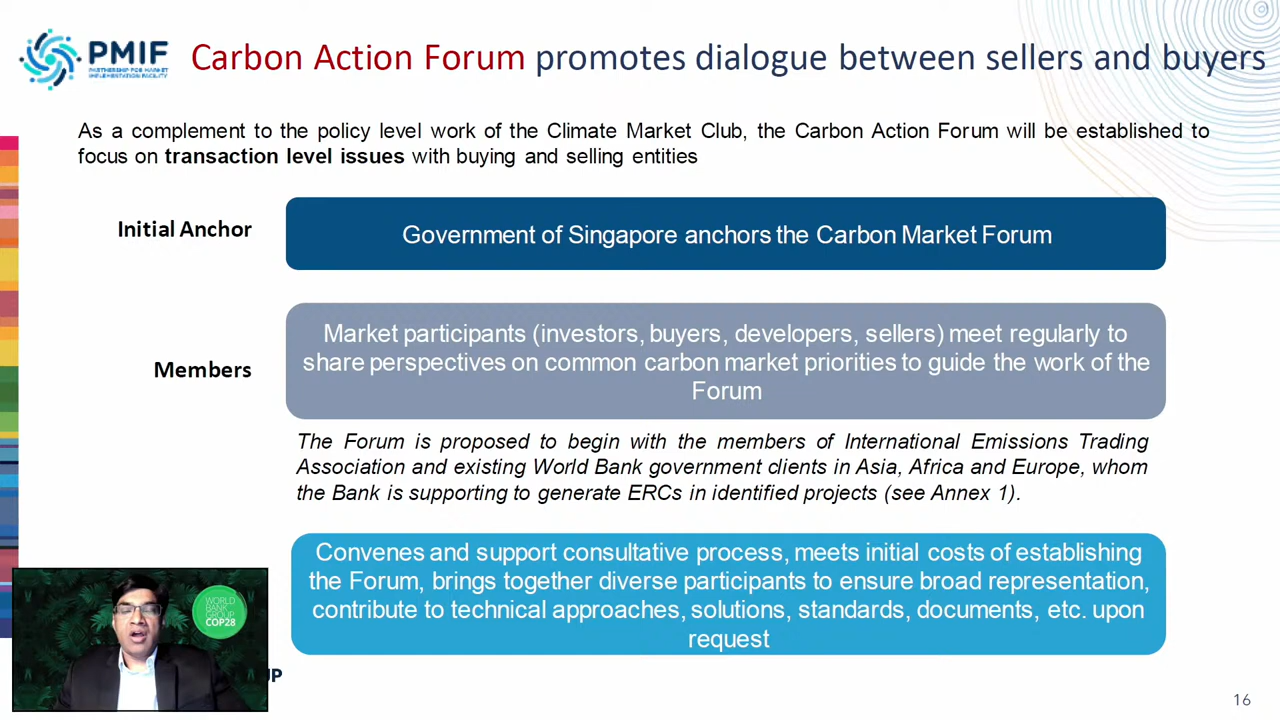 PMIF
PARTNERSHIP FOR MARKET
IMPLEMENTATION FACILITY
Carbon Action Forum promotes dialogue between sellers and buyers
As a complement to the policy level work of the Climate Market Club, the Carbon Action Forum will be established to
focus on transaction level issues with buying and selling entities
Initial Anchor
Government of Singapore anchors the Carbon Market Forum
Members
Market participants (investors, buyers, developers, sellers) meet regularly to
share perspectives on common carbon market priorities to guide the work of the
Forum
The Forum is proposed to begin with the members of International Emissions Trading
Association and existing World Bank government clients in Asia, Africa and Europe, whom
the Bank is supporting to generate ERCs in identified projects (see Annex 1).
Convenes and support consultative process, meets initial costs of establishing
the Forum, brings together diverse participants to ensure broad representation,
contribute to technical approaches, solutions, standards, documents, etc. upon
request
WORLD
BANK GROUP
COP28
16